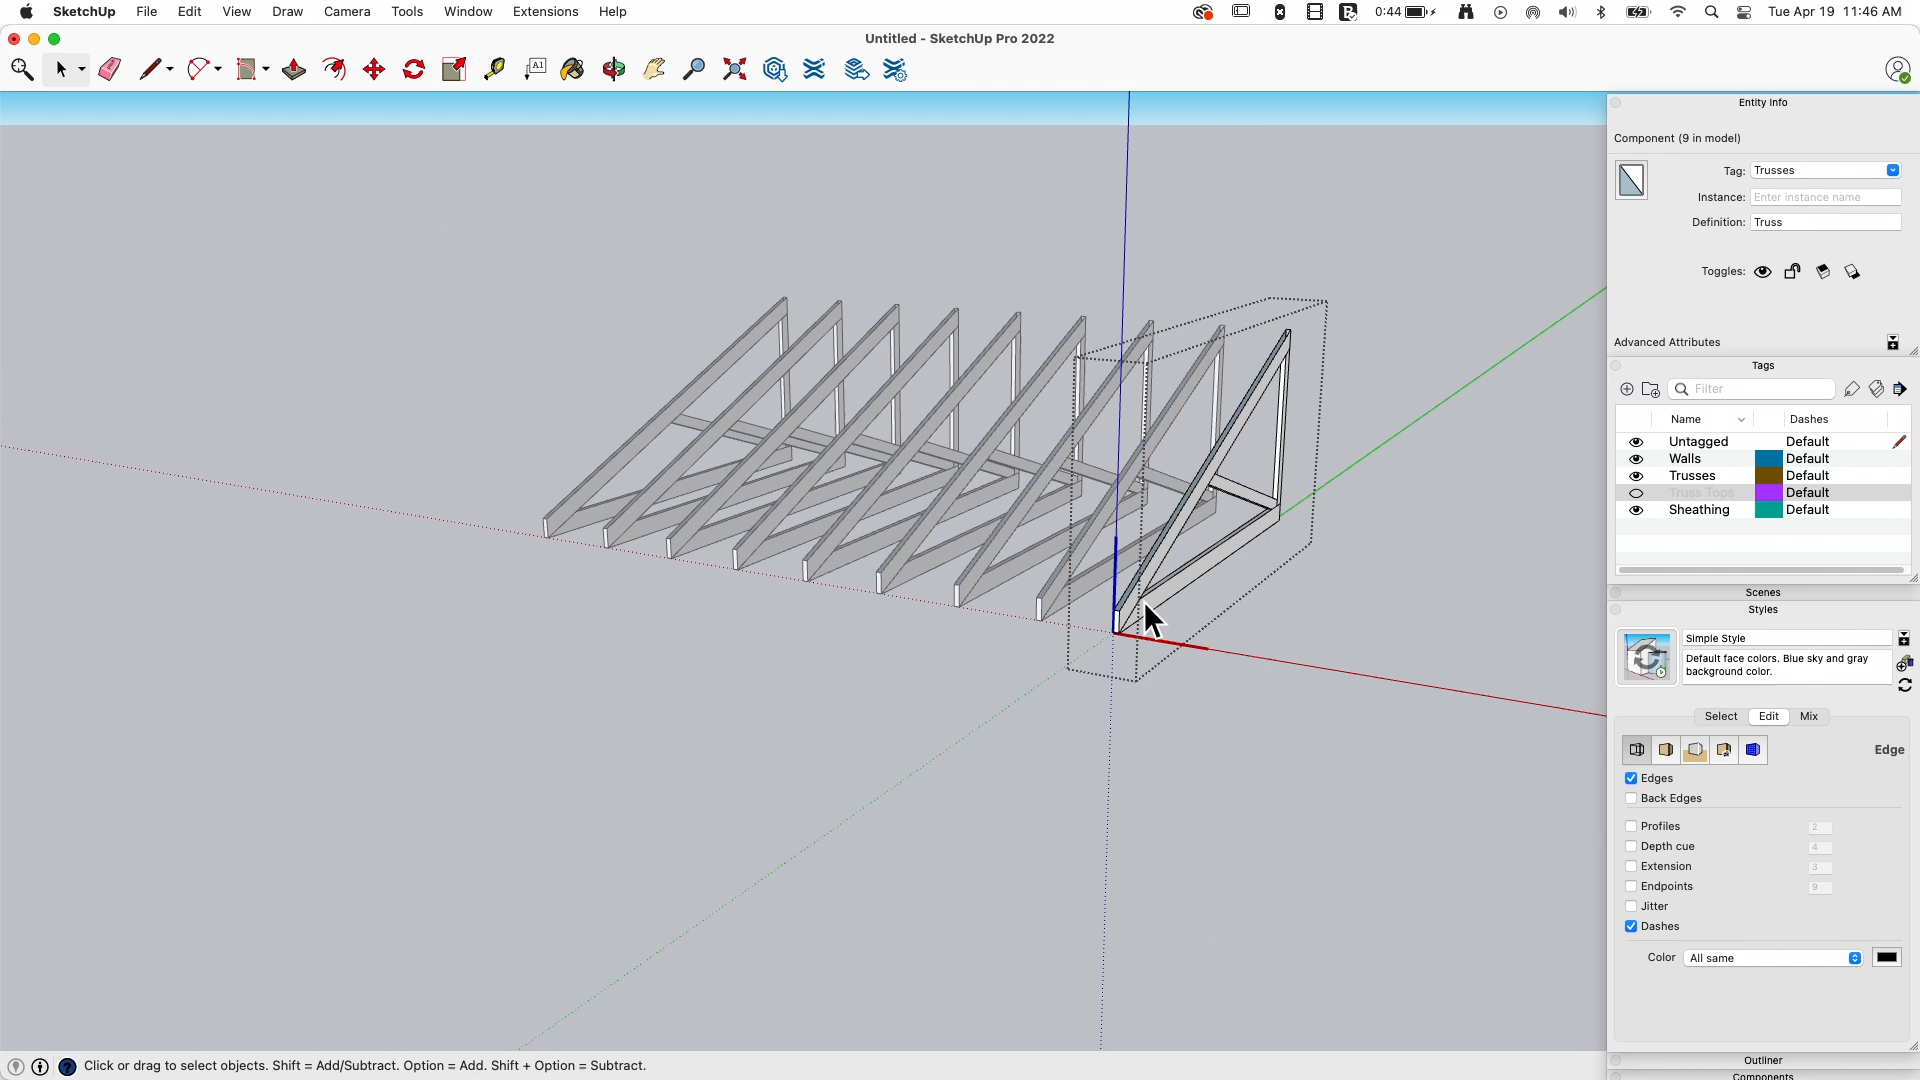 SketchUp File Edit View Draw Camera Tools Window Extensions Help 0:44 Tue Apr 19 11:46 AM
Untitled - SketchUp Pro 2022
A1
Entity Info
Component (9 in model)
Tag: Trusses
Instance: Enter instance name
Definition: Truss
Toggles:
Advanced Attributes
Tags
Filter
Name Dashes
Untagged Default
Walls Default
Trusses Default
Truss Tops Default
Sheathing Default
Scenes
Styles
Simple Style
Default face colors. Blue sky and gray
background color.
Select Edit Mix
Edge
Edges
Back Edges
Profiles 2
Depth cue 4
Extension 3
Endpoints 9
Jitter
Dashes
Color All same
Click or drag to select objects. Shift = Add/Subtract. Option = Add. Shift + Option = Subtract.
Outliner
Components